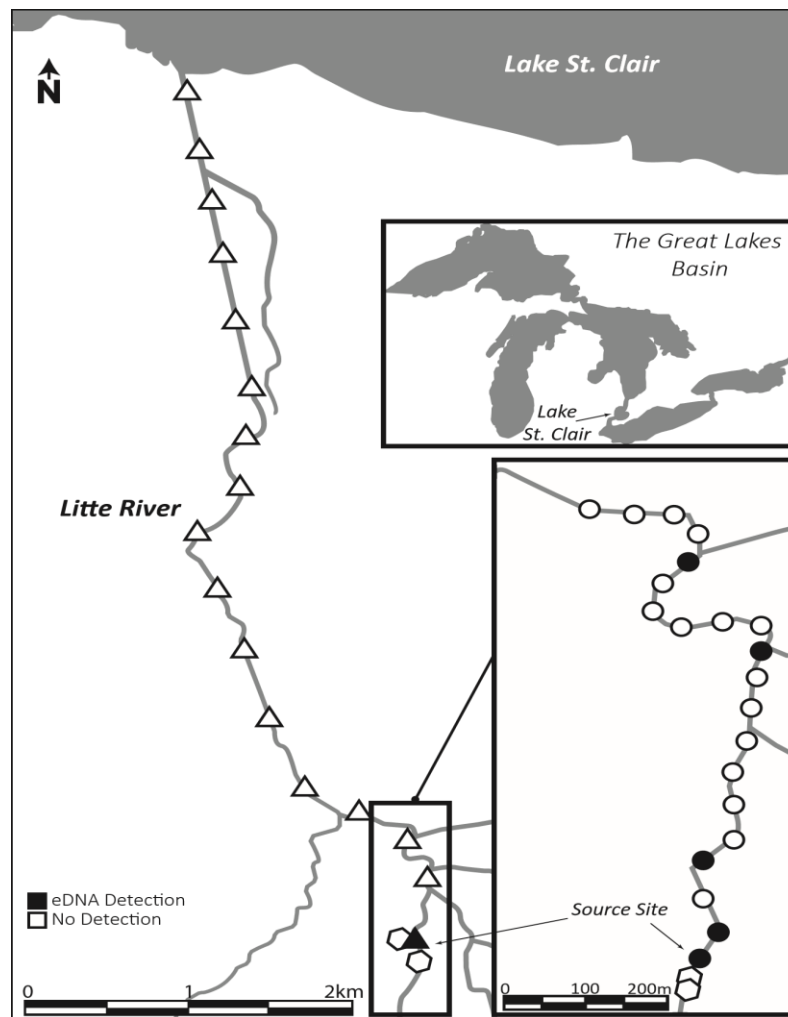 Lake St. Clair
N
The Great Lakes
Basin
Lake
St. Clair
Litte River
eDNA Detection
No Detection
Source Site
0 1 2km
0 100 200m